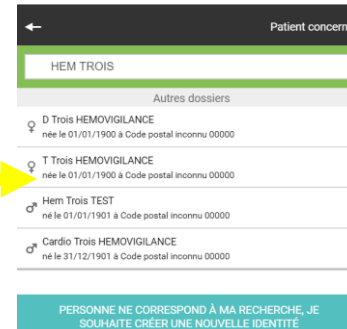 Patient concern
HEM TROIS
Autres dossiers
D Trois HEMOVIGILANCE
née le 01/01/1900 à Code postal inconnu 00000
T Trois HEMOVIGILANCE
née le 01/01/1900 à Code postal inconnu 00000
Hem Trois TEST
né le 01/01/1901 à Code postal inconnu 00000
Cardio Trois HEMOVIGILANCE
né le 31/12/1901 à Code postal inconnu 00000
PERSONNE NE CORRESPOND À MA RECHERCHE, JE
SOUHAITE CRÉER UNE NOUVELLE IDENTITÉ